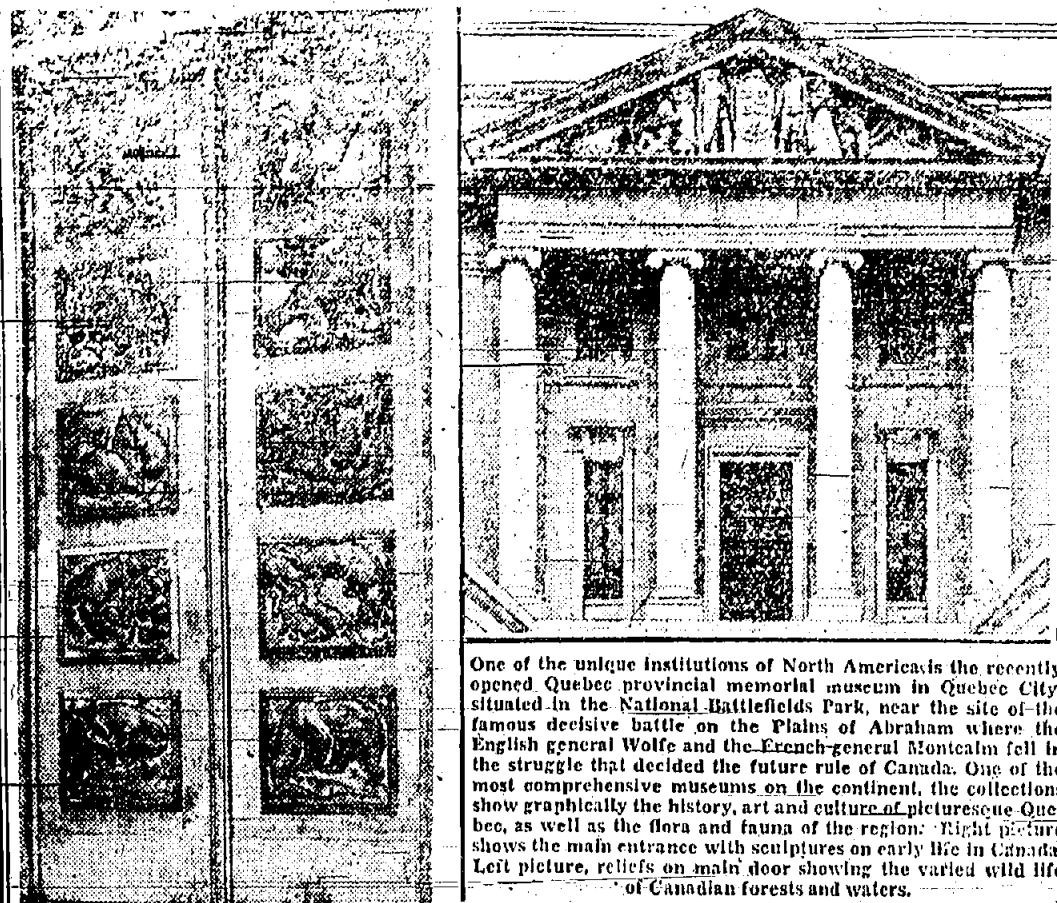 One of the unique institutions of North America is the recently
opened Quebec provincial memorial museum in Quebec City
situated in the National Battlefields Park, near the site of the
famous decisive battle on the Plains of Abraham where the
English general Wolfe and the French general Montcalm fell in
the struggle that decided the future rule of Canada. One of the
most comprehensive museums on the continent, the collections
show graphically the history, art and culture of picturesque Que-
bec, as well as the flora and fauna of the region. Right picture
shows the main entrance with sculptures on early life in Canada
Left picture, reliefs on main door showing the varied wild life
of Canadian forests and waters.